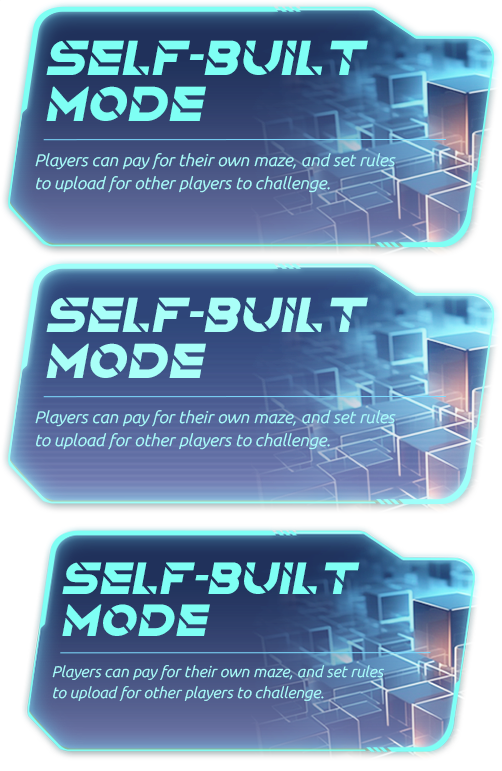 SELF-BUILT
MODE
Players can pay for their own maze, and set rules
to upload for other players to challenge.
SELF-BUILT
MODE
Players can pay for their own maze, and set rules
to upload for other players to challenge.
SELF-BUILT
MODE
Players can pay for their own maze, and set rules
to upload for other players to challenge.